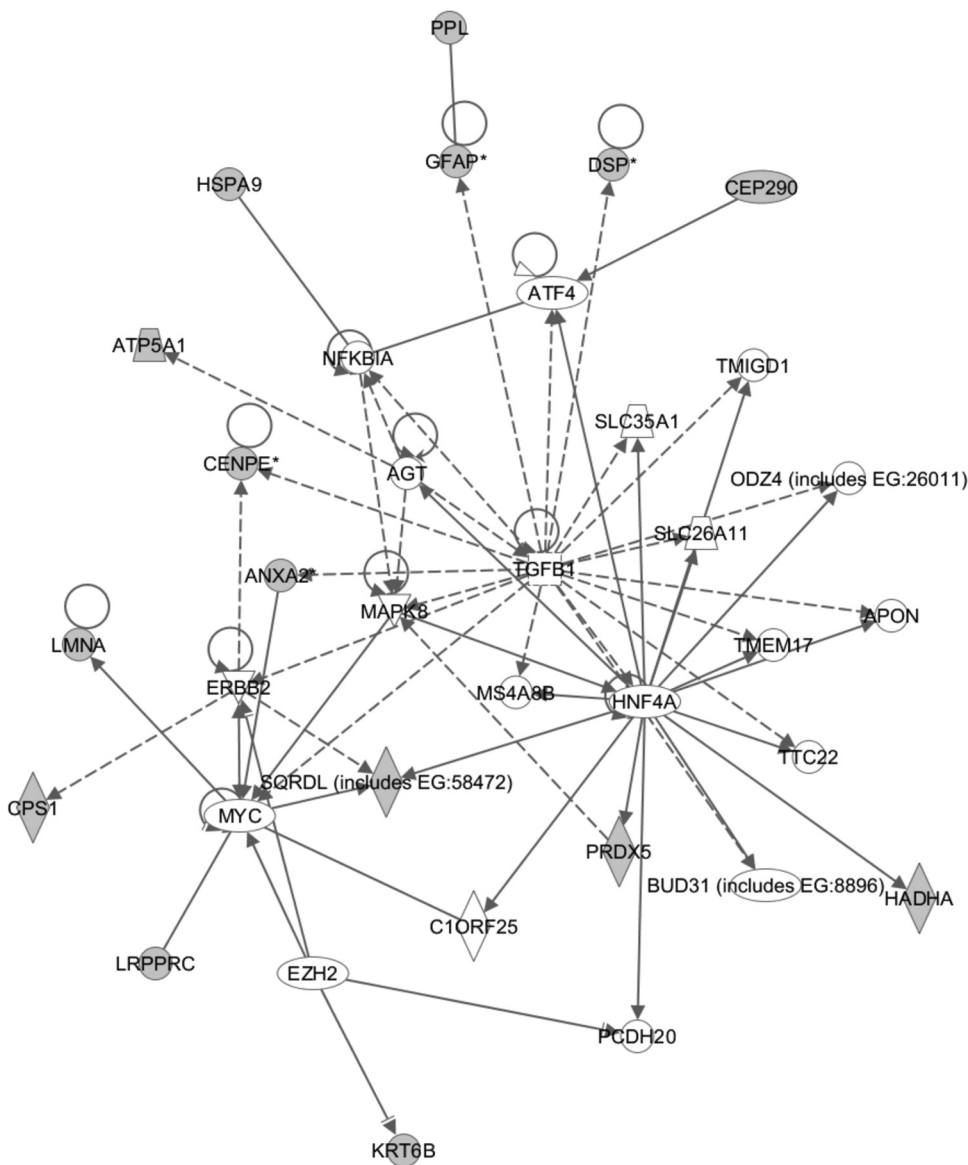 PPL
GFAP*
DSP*
HSPA9
CEP290
ATF4
ATP5A1
NFKBIA
TMIGD1
SLC35A1
CENPE*
AGT
ODZ4 (includes EG:26011)
SLC26A11
TGFB1
ANXA2*
MAPK8
APON
LMNA
TMEM17
ERBB2
MS4A8B
HNF4A
TTC22
SQRDL (includes EG:58472)
CPS1
MYC
PRDX5
BUD31 (includes EG:8896)
HADHA
C1ORF25
LRPPRC
EZH2
PCDH20
KRT6B